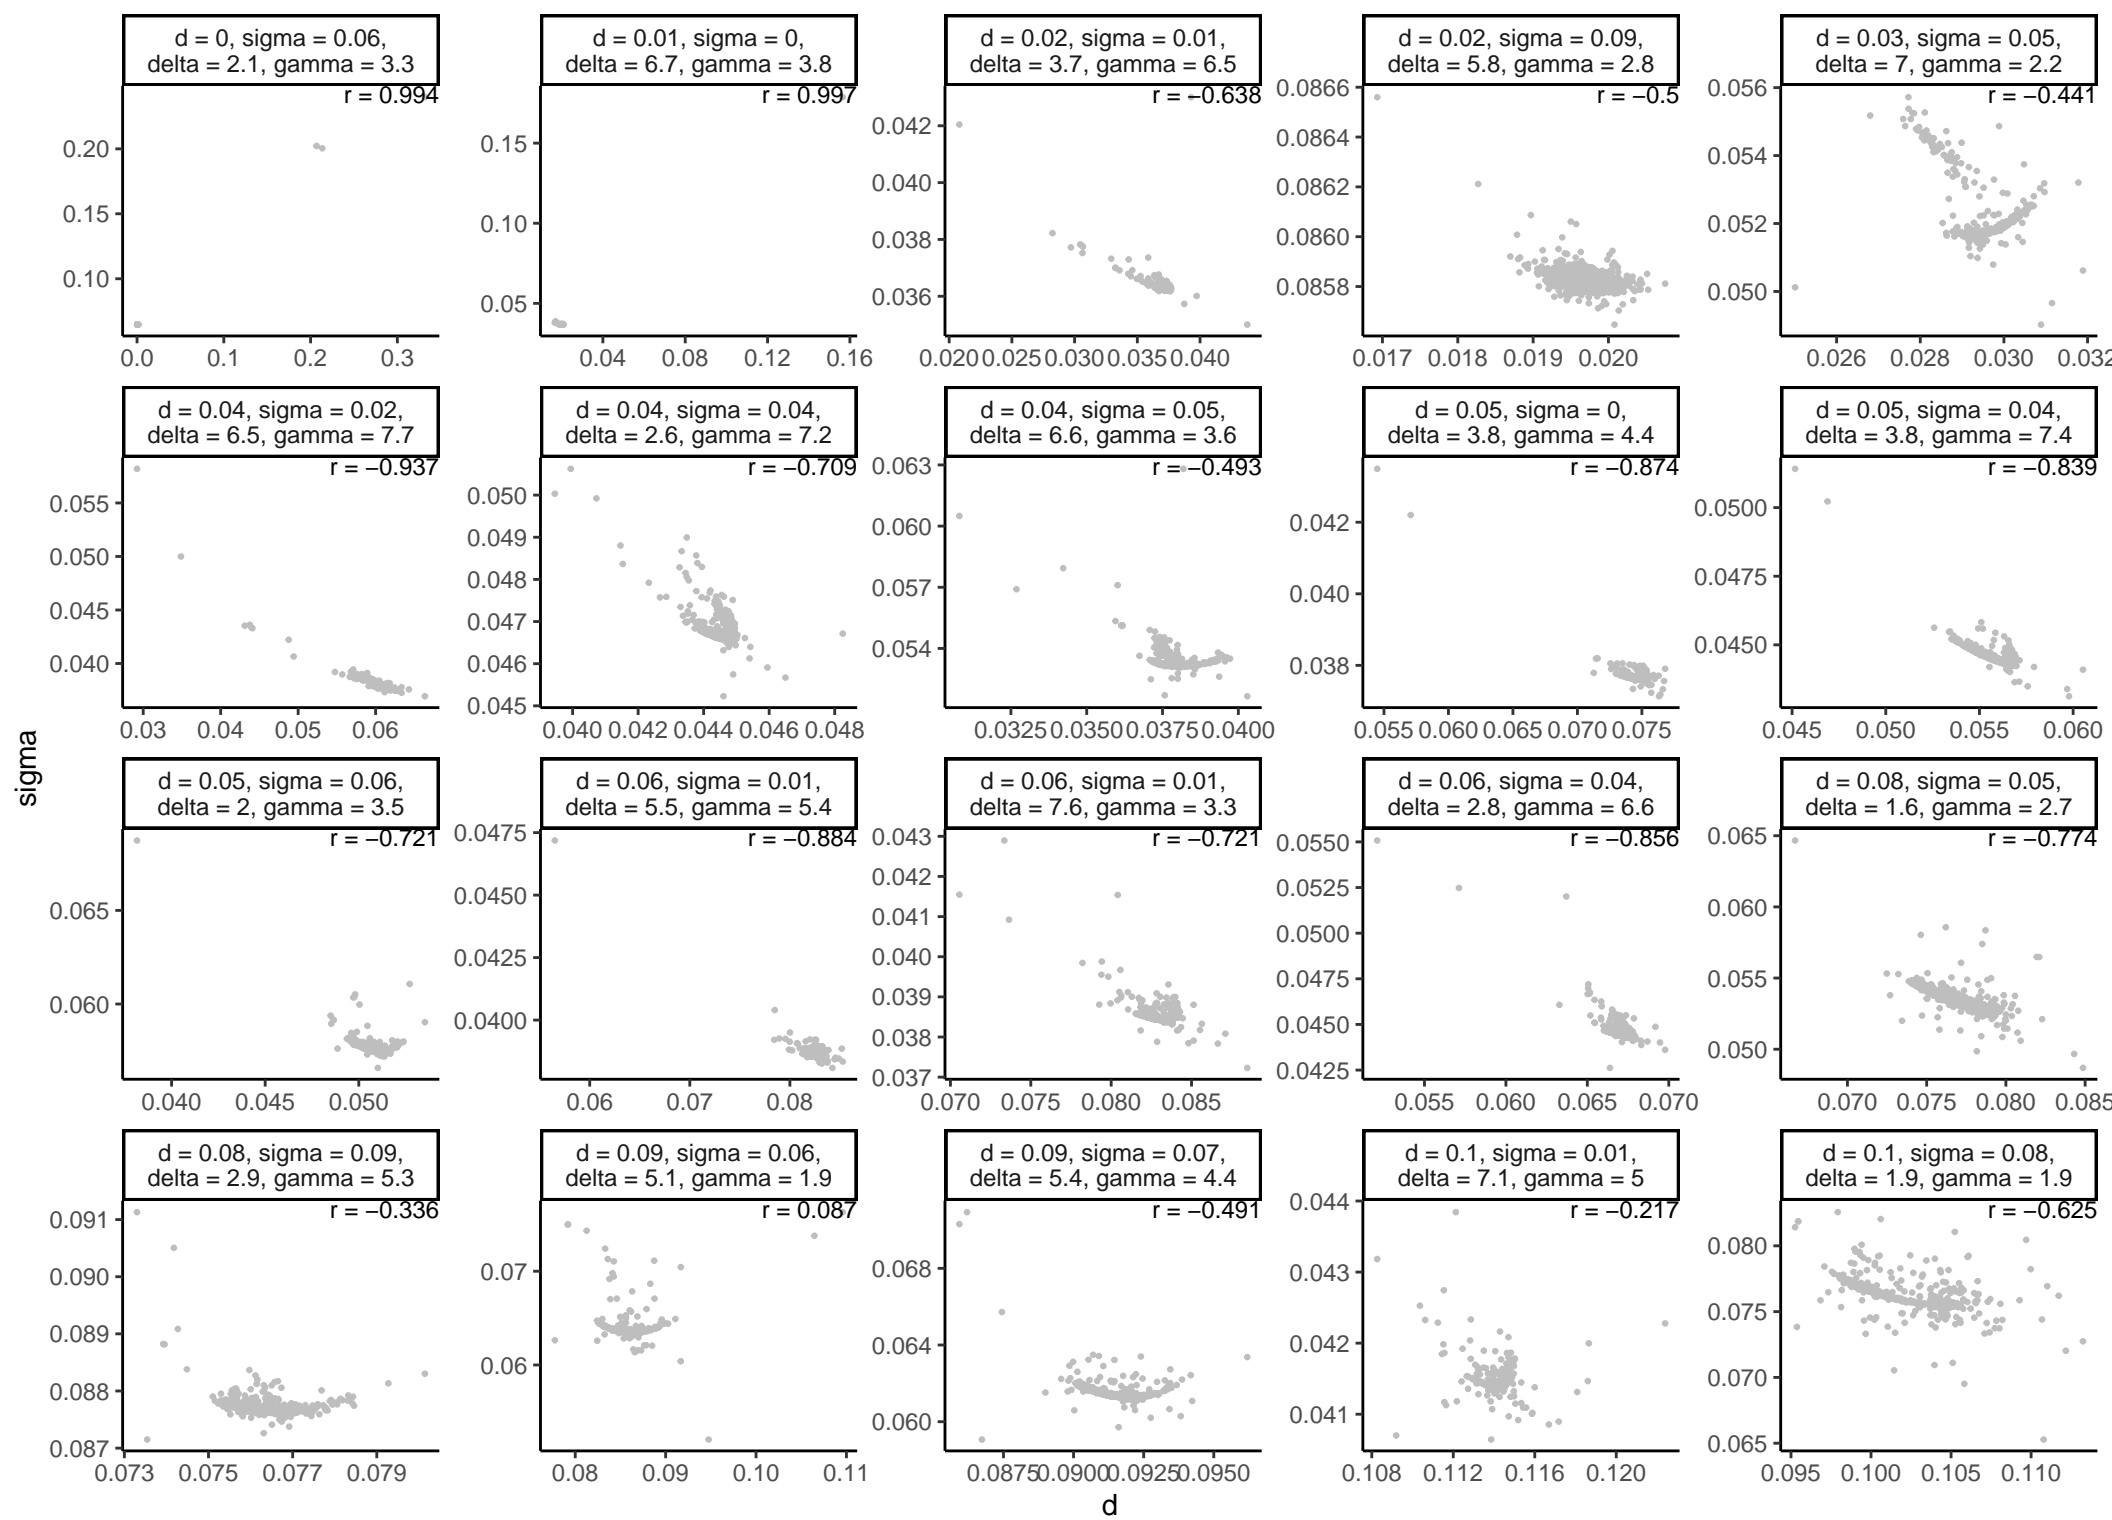 d = 0, sigma = 0.06,
delta = 2.1, gamma = 3.3
r = 0.994
0.20
0.15
0.10
0.0 0.1 0.2 0.3
d = 0.01, sigma = 0,
delta = 6.7, gamma = 3.8
r = 0.997
0.15
0.10
0.05
0.04 0.08 0.12 0.16
d = 0.02, sigma = 0.01,
delta = 3.7, gamma = 6.5
r = −0.638
0.042
0.040
0.038
0.036
0.020 0.025 0.030 0.035 0.040
d = 0.02, sigma = 0.09,
delta = 5.8, gamma = 2.8
r = −0.5
0.0866
0.0864
0.0862
0.0860
0.0858
0.017 0.018 0.019 0.020
d = 0.03, sigma = 0.05,
delta = 7, gamma = 2.2
r = −0.441
0.056
0.054
0.052
0.050
0.026 0.028 0.030 0.032
d = 0.04, sigma = 0.02,
delta = 6.5, gamma = 7.7
r = −0.937
0.055
0.050
0.045
0.040
0.03 0.04 0.05 0.06
d = 0.04, sigma = 0.04,
delta = 2.6, gamma = 7.2
r = −0.709
0.050
0.049
0.048
0.047
0.046
0.045
0.040 0.042 0.044 0.046 0.048
d = 0.04, sigma = 0.05,
delta = 6.6, gamma = 3.6
r = −0.493
0.063
0.060
0.057
0.054
0.0325 0.0350 0.0375 0.0400
d = 0.05, sigma = 0,
delta = 3.8, gamma = 4.4
r = −0.874
0.042
0.040
0.038
0.055 0.060 0.065 0.070 0.075
d = 0.05, sigma = 0.04,
delta = 3.8, gamma = 7.4
r = −0.839
0.0500
0.0475
0.0450
0.045 0.050 0.055 0.060
sigma
d = 0.05, sigma = 0.06,
delta = 2, gamma = 3.5
r = −0.721
0.065
0.060
0.040 0.045 0.050
d = 0.06, sigma = 0.01,
delta = 5.5, gamma = 5.4
r = −0.884
0.0475
0.0450
0.0425
0.0400
0.06 0.07 0.08
d = 0.06, sigma = 0.01,
delta = 7.6, gamma = 3.3
r = −0.721
0.043
0.042
0.041
0.040
0.039
0.038
0.037
0.070 0.075 0.080 0.085
d = 0.06, sigma = 0.04,
delta = 2.8, gamma = 6.6
r = −0.856
0.0550
0.0525
0.0500
0.0475
0.0450
0.0425
0.055 0.060 0.065 0.070
d = 0.08, sigma = 0.05,
delta = 1.6, gamma = 2.7
r = −0.774
0.065
0.060
0.055
0.050
0.070 0.075 0.080 0.085
d = 0.08, sigma = 0.09,
delta = 2.9, gamma = 5.3
r = −0.336
0.091
0.090
0.089
0.088
0.087
0.073 0.075 0.077 0.079
d = 0.09, sigma = 0.06,
delta = 5.1, gamma = 1.9
r = 0.087
0.07
0.06
0.08 0.09 0.10 0.11
d = 0.09, sigma = 0.07,
delta = 5.4, gamma = 4.4
r = −0.491
0.068
0.064
0.060
0.0875 0.0900 0.0925 0.0950
d = 0.1, sigma = 0.01,
delta = 7.1, gamma = 5
r = −0.217
0.044
0.043
0.042
0.041
0.108 0.112 0.116 0.120
d = 0.1, sigma = 0.08,
delta = 1.9, gamma = 1.9
r = −0.625
0.080
0.075
0.070
0.065
0.095 0.100 0.105 0.110
d